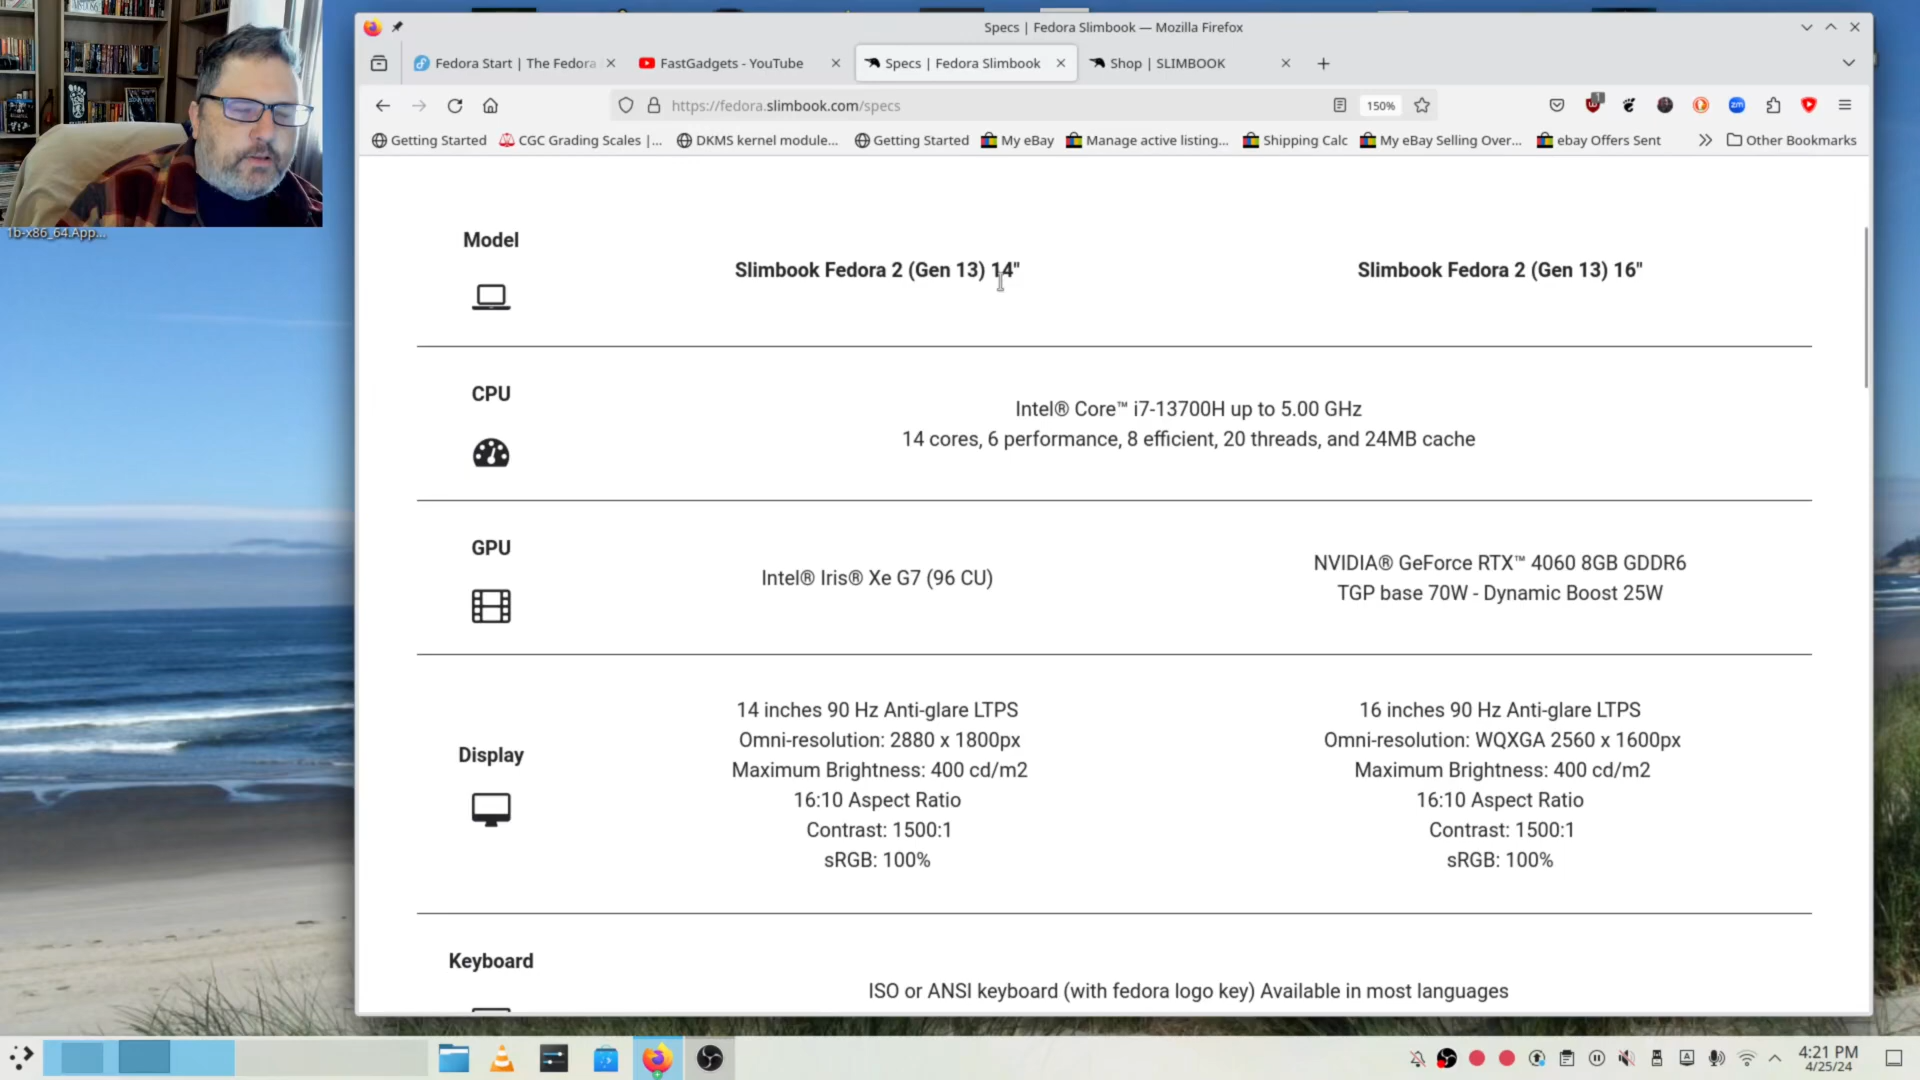 Specs | Fedora Slimbook — Mozilla Firefox
Fedora Start | The Fedora
FastGadgets - YouTube
Specs | Fedora Slimbook
Shop | SLIMBOOK
https://fedora.slimbook.com/specs
150%
1
zm
Getting Started
CGC Grading Scales |...
DKMS kernel module...
Getting Started
My eBay
Manage active listing...
Shipping Calc
My eBay Selling Over...
ebay Offers Sent
Other Bookmarks
1b-x86_64.App...
Model
Slimbook Fedora 2 (Gen 13) 14"
Slimbook Fedora 2 (Gen 13) 16"
CPU
Intel® Core™ i7-13700H up to 5.00 GHz
14 cores, 6 performance, 8 efficient, 20 threads, and 24MB cache
GPU
Intel® Iris® Xe G7 (96 CU)
NVIDIA® GeForce RTX™ 4060 8GB GDDR6
TGP base 70W - Dynamic Boost 25W
Display
14 inches 90 Hz Anti-glare LTPS
Omni-resolution: 2880 x 1800px
Maximum Brightness: 400 cd/m2
16:10 Aspect Ratio
Contrast: 1500:1
sRGB: 100%
16 inches 90 Hz Anti-glare LTPS
Omni-resolution: WQXGA 2560 x 1600px
Maximum Brightness: 400 cd/m2
16:10 Aspect Ratio
Contrast: 1500:1
sRGB: 100%
Keyboard
ISO or ANSI keyboard (with fedora logo key) Available in most languages
4:21 PM
4/25/24